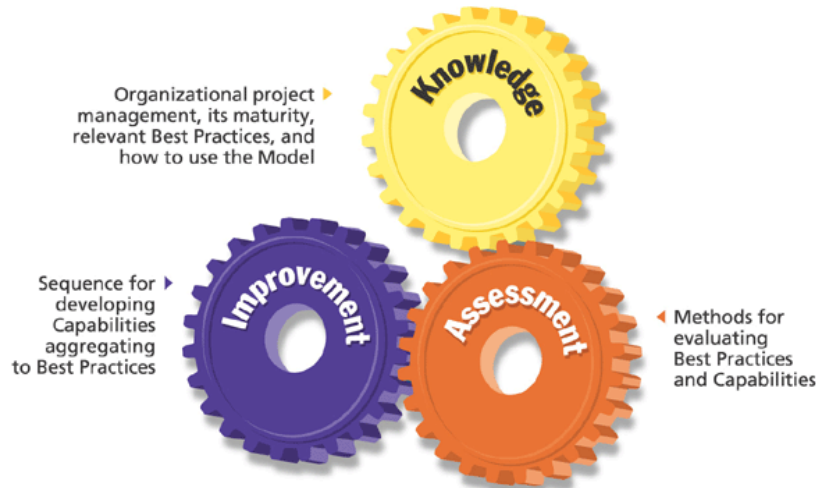 Knowledge
Organizational project
management, its maturity,
relevant Best Practices, and
how to use the Model
Improvement
Sequence for
developing
Capabilities
aggregating
to Best Practices
Assessment
Methods for
evaluating
Best Practices
and Capabilities